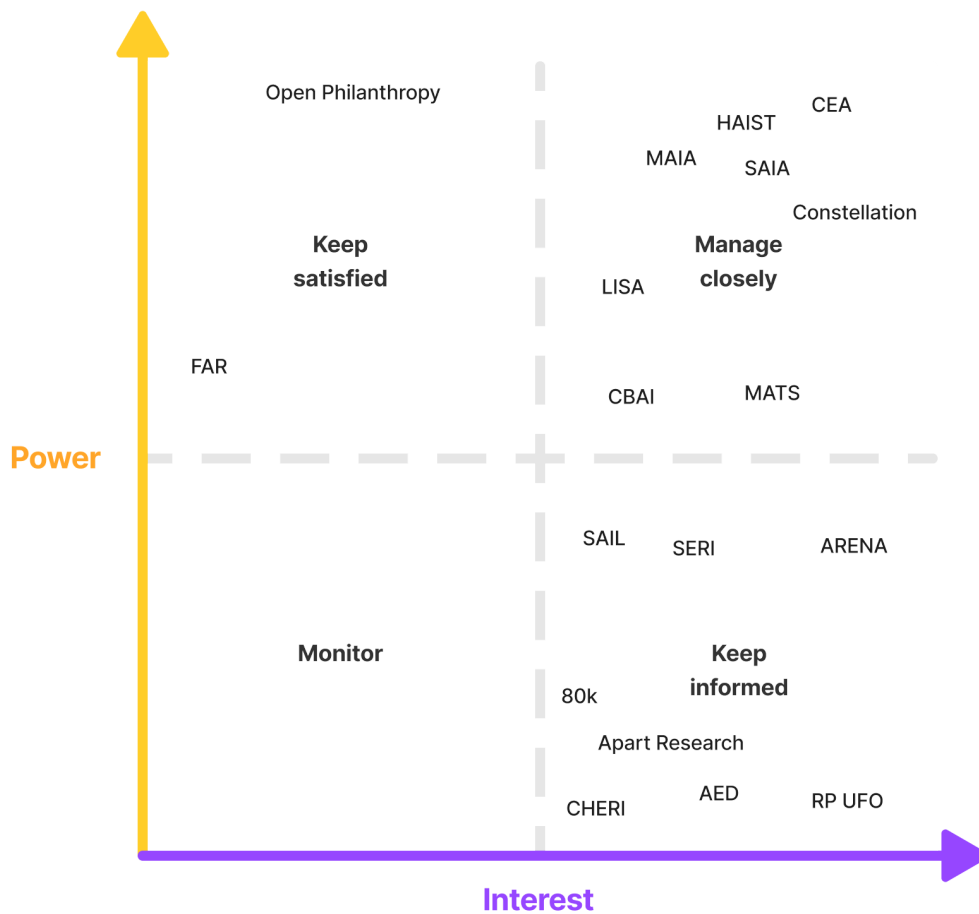 Open Philanthropy
CEA
HAIST
MAIA
SAIA
Constellation
Keep
satisfied
Manage
closely
LISA
FAR
CBAI
MATS
Power
SAIL
SERI
ARENA
Monitor
Keep
informed
80k
Apart Research
AED
RP UFO
CHERI
Interest